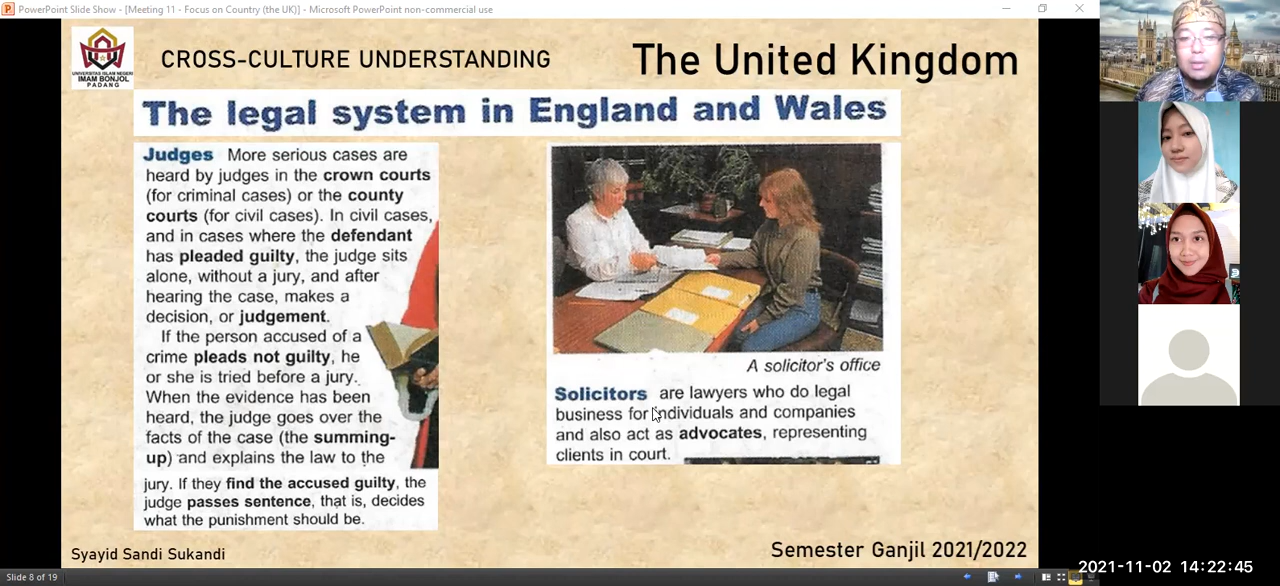 PowerPoint Slide Show - [Meeting 11 - Focus on Country (the UK)] - Microsoft PowerPoint non-commercial use
UNIVERSITAS ISLAM NEGERI
IMAM BONJOL
PADANG
CROSS-CULTURE UNDERSTANDING
The United Kingdom
The legal system in England and Wales
Judges More serious cases are
heard by judges in the crown courts
(for criminal cases) or the county
courts (for civil cases). In civil cases,
and in cases where the defendant
has pleaded guilty, the judge sits
alone, without a jury, and after
hearing the case, makes a
decision, or judgement.
If the person accused of a
crime pleads not guilty, he
or she is tried before a jury.
When the evidence has been
heard, the judge goes over the
facts of the case (the summing-
up) and explains the law to the
jury. If they find the accused guilty, the
judge passes sentence, that is, decides
what the punishment should be.
A solicitor's office
Solicitors are lawyers who do legal
business for individuals and companies
and also act as advocates, representing
clients in court.
Syayid Sandi Sukandi
Semester Ganjil 2021/2022
Slide 8 of 19
2021-11-02 14:22:45